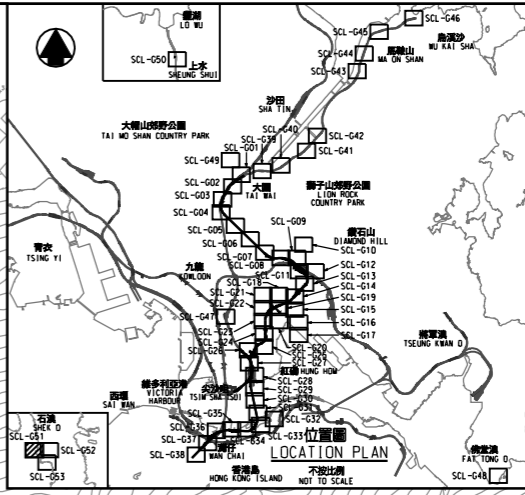 羅湖
LO WU
SCL-G50
上水
SHEUNG SHUI
SCL-G46
SCL-G45
烏溪沙
WU KAI SHA
SCL-G44
馬鞍山
MA ON SHAN
SCL-G43
沙田
SHA TIN
大帽山郊野公園
TAI MO SHAN COUNTRY PARK
SCL-G40
SCL-G39
SCL-G01
SCL-G42
SCL-G41
SCL-G49
SCL-G02
SCL-G03
SCL-G04
大圍
TAI WAI
獅子山郊野公園
LION ROCK
COUNTRY PARK
SCL-G05
SCL-G06
SCL-G07
SCL-G08
SCL-G09
鑽石山
DIAMOND HILL
SCL-G10
SCL-G11
SCL-G12
SCL-G13
SCL-G14
SCL-G19
SCL-G15
SCL-G16
SCL-G17
SCL-G18
SCL-G21
SCL-G22
SCL-G47
SCL-G23
SCL-G24
SCL-G20
SCL-G26
SCL-G27
青衣
TSING YI
九龍
KOWLOON
將軍澳
TSEUNG KWAN O
紅磡
HUNG HOM
SCL-G28
SCL-G29
SCL-G30
SCL-G32
SCL-G33
SCL-G34
SCL-G35
SCL-G36
SCL-G37
SCL-G38
維多利亞港
VICTORIA
HARBOUR
尖沙咀
TSIM SHA TSUI
西環
SAI WAN
灣仔
WAN CHAI
香港島
HONG KONG ISLAND
石澳
SHEK O
SCL-G51
SCL-G52
SCL-G53
位置圖
LOCATION PLAN
不按比例
NOT TO SCALE
佛堂澳
FAT TONG O
SCL-G48